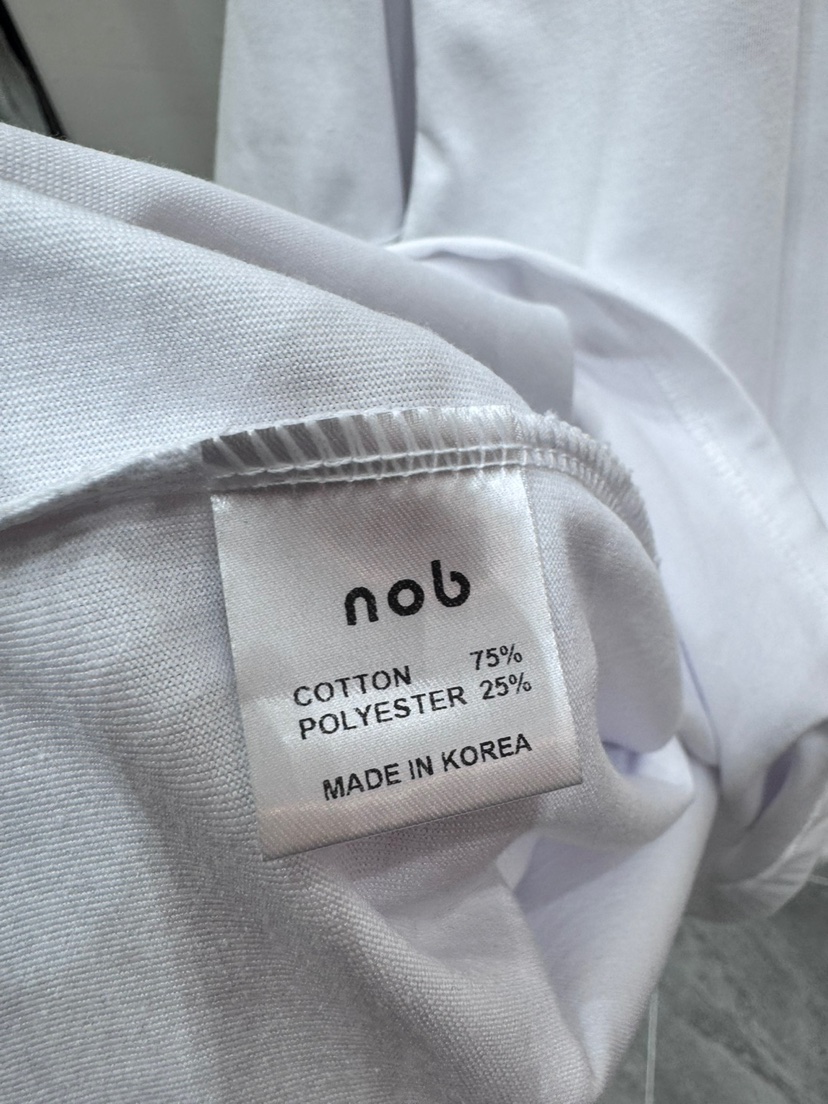 nob
COTTON 75%
POLYESTER 25%
MADE IN KOREA